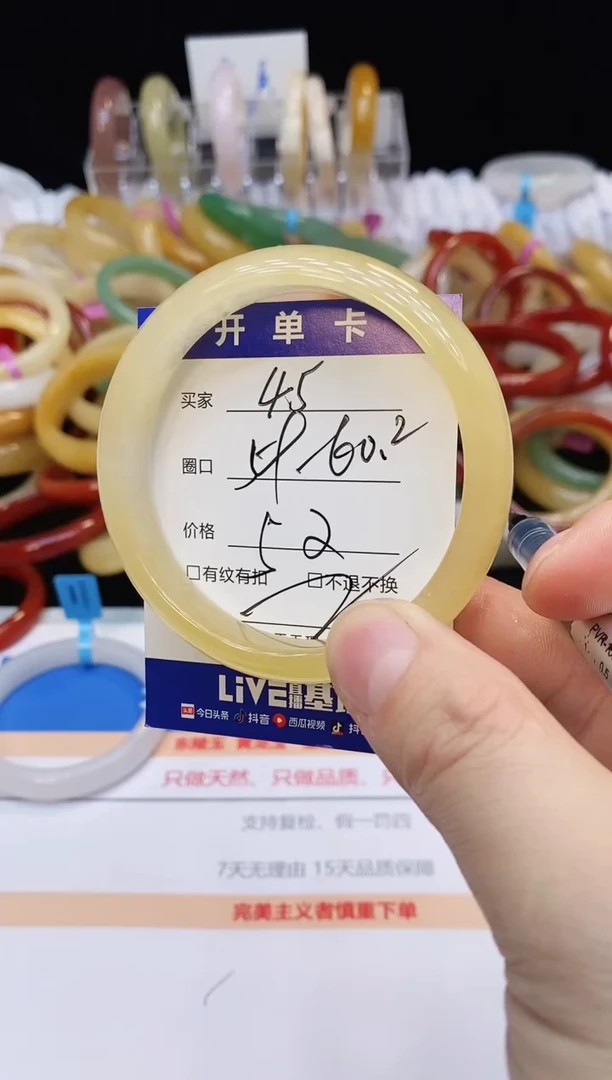 开单卡
买家 45
圈口 60.2
价格 52
□有纹有扣 □不退不换
LiVE
今日头条 抖音 西瓜视频 抖
只做天然、只做品质、只
支持复检、假一罚四
7天无理由 15天品质保障
完美主义者慎重下单